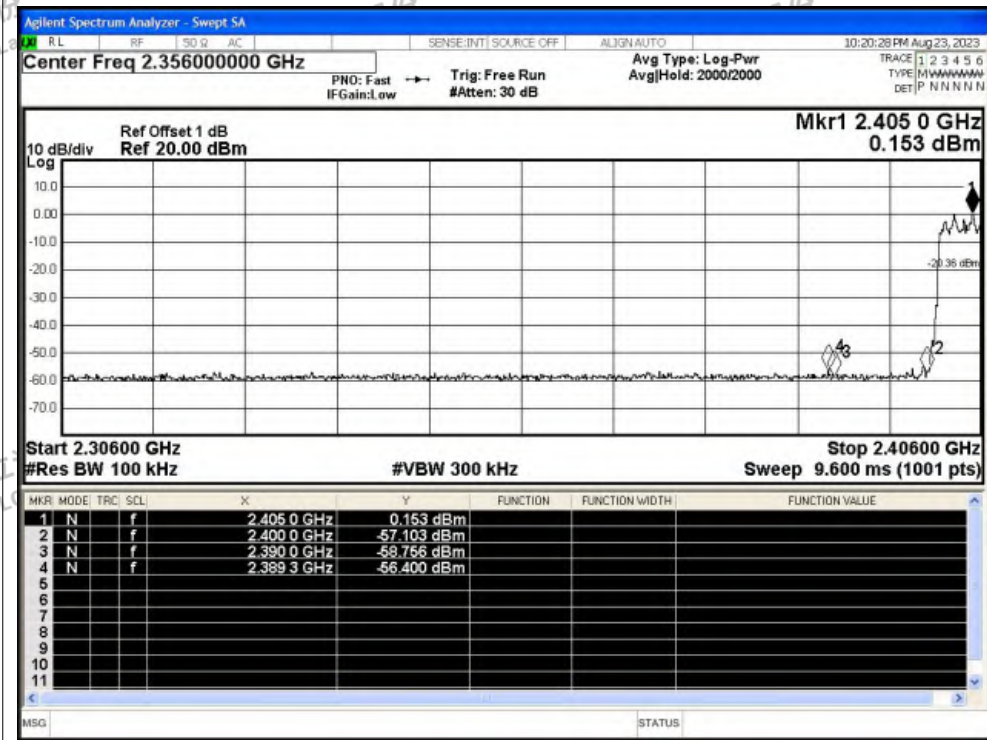 Agilent Spectrum Analyzer - Swept SA
RL RF 50 Ω AC SENSE:INT SOURCE OFF ALIGN AUTO 10:20:28 PM Aug 23, 2023
Center Freq 2.356000000 GHz
PNO: Fast
IFGain:Low
Trig: Free Run
#Atten: 30 dB
Avg Type: Log-Pwr
Avg|Hold: 2000/2000
TRACE 1 2 3 4 5 6
TYPE M W W W W W
DET P N N N N N
Mkr1 2.405 0 GHz
0.153 dBm
Ref Offset 1 dB
10 dB/div Ref 20.00 dBm
Log
10.0
0.00
-10.0
-20.0
-30.0
-40.0
-50.0
-60.0
-70.0
1
-20.36 dBm
4 3 2
Start 2.30600 GHz Stop 2.40600 GHz
#Res BW 100 kHz #VBW 300 kHz Sweep 9.600 ms (1001 pts)
MKR MODE TRC SCL X Y FUNCTION FUNCTION WIDTH FUNCTION VALUE
1 N f 2.405 0 GHz 0.153 dBm
2 N f 2.400 0 GHz -57.103 dBm
3 N f 2.390 0 GHz -58.756 dBm
4 N f 2.389 3 GHz -56.400 dBm
5
6
7
8
9
10
11
MSG STATUS